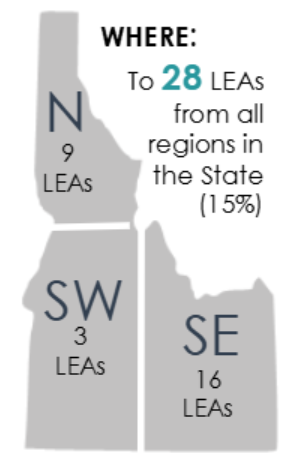 WHERE:
To 28 LEAs
from all
regions in
the State
(15%)
N
9
LEAs
SW
3
LEAs
SE
16
LEAs